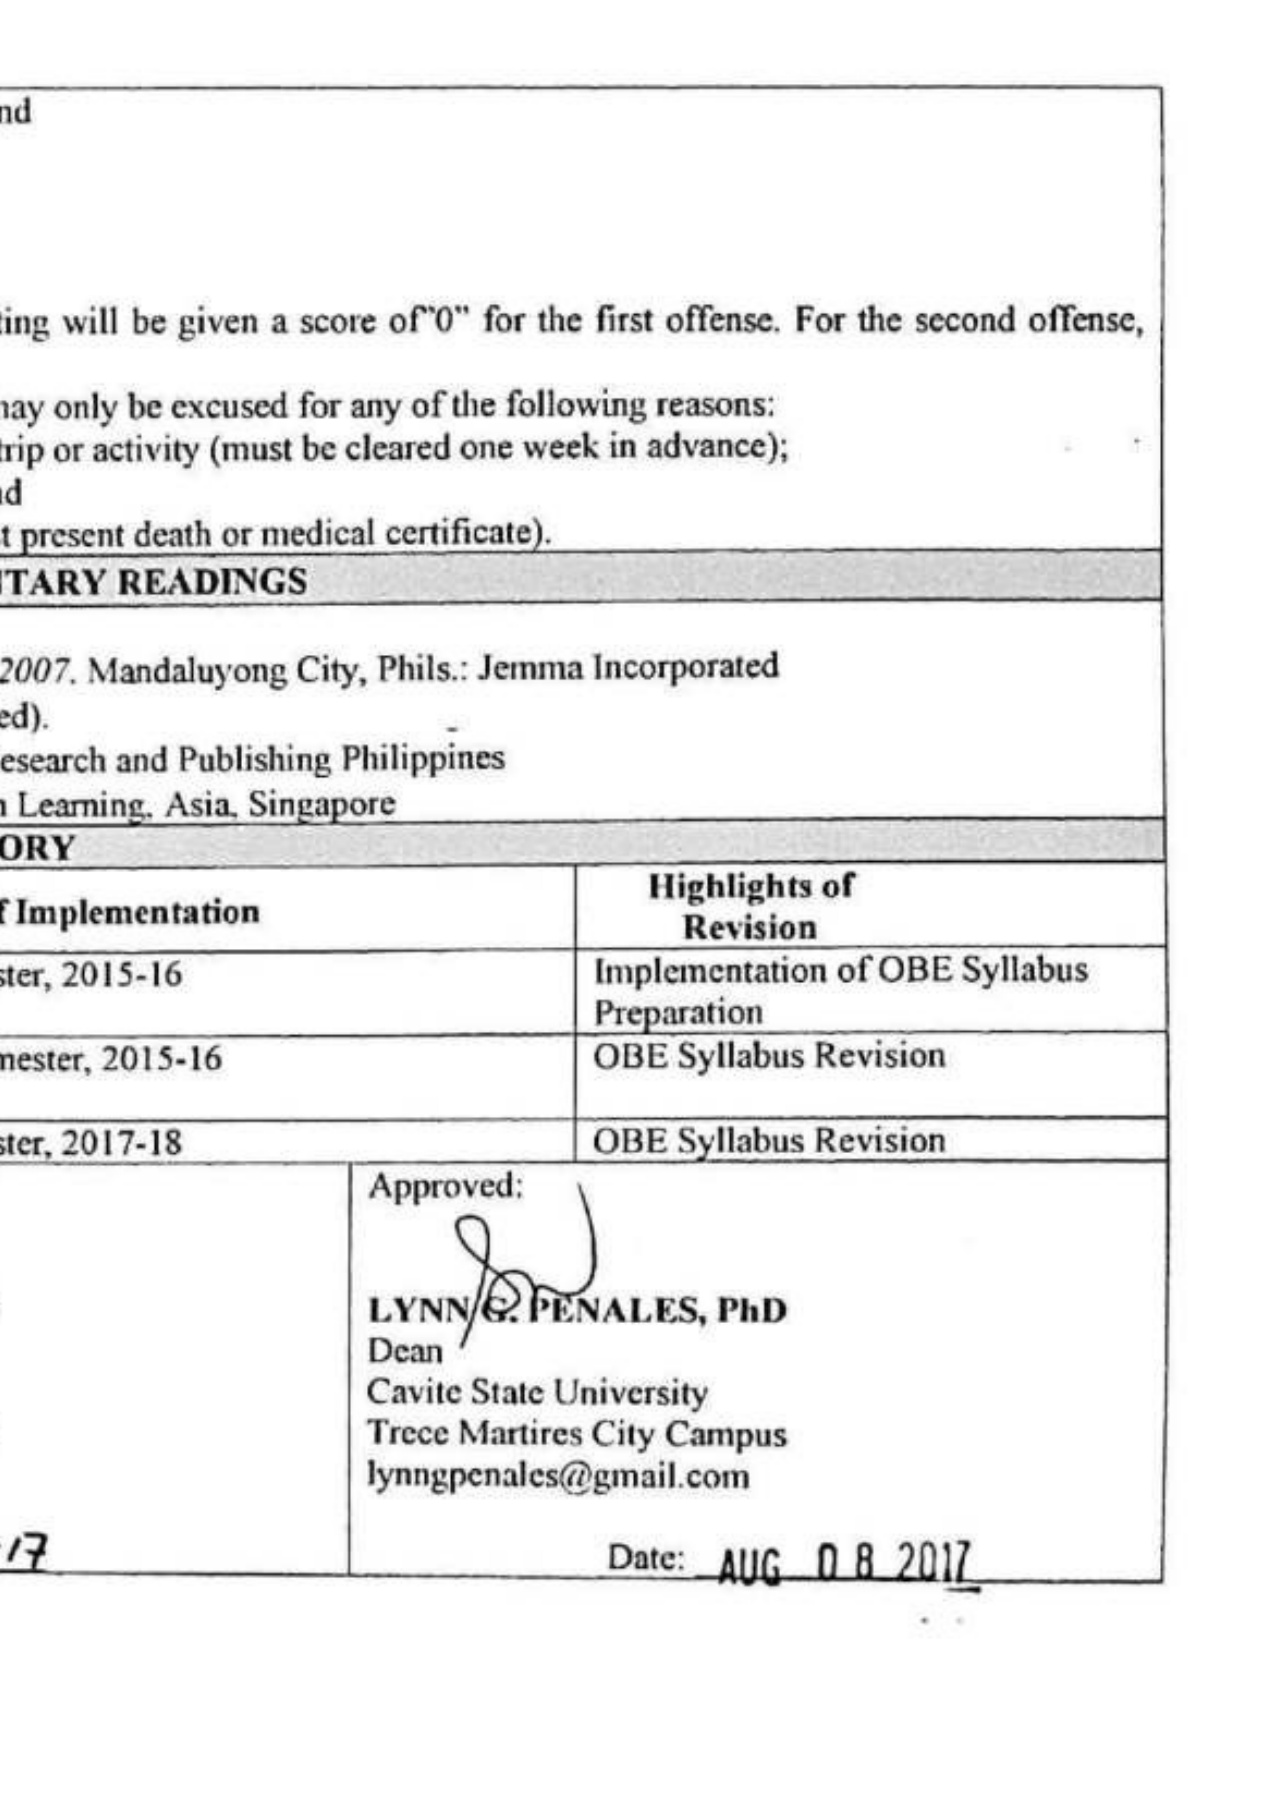 nd
ting will be given a score of "0" for the first offense. For the second offense,
may only be excused for any of the following reasons:
trip or activity (must be cleared one week in advance);
nd
t present death or medical certificate).
TARY READINGS
2007. Mandaluyong City, Phils.: Jemma Incorporated
ed).
esearch and Publishing Philippines
n Learning, Asia, Singapore
ORY
f Implementation
Highlights of
Revision
ster, 2015-16
Implementation of OBE Syllabus
Preparation
mester, 2015-16
OBE Syllabus Revision
ster, 2017-18
OBE Syllabus Revision
Approved:
LYNN G. PENALES, PhD
Dean
Cavite State University
Trece Martires City Campus
lynngpenales@gmail.com
-17
Date: AUG 08 2017